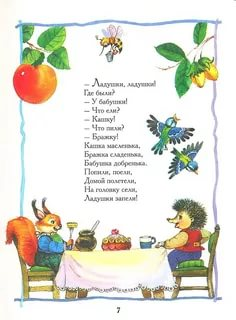 — Ладушки, ладушки!
Где были?
— У бабушки!
— Что ели?
— Кашку!
— Что пили?
— Бражку!
Кашка масленька,
Бражка сладенька,
Бабушка добренька.
Попили, поели,
Домой полетели,
На головку сели,
Ладушки запели!
7